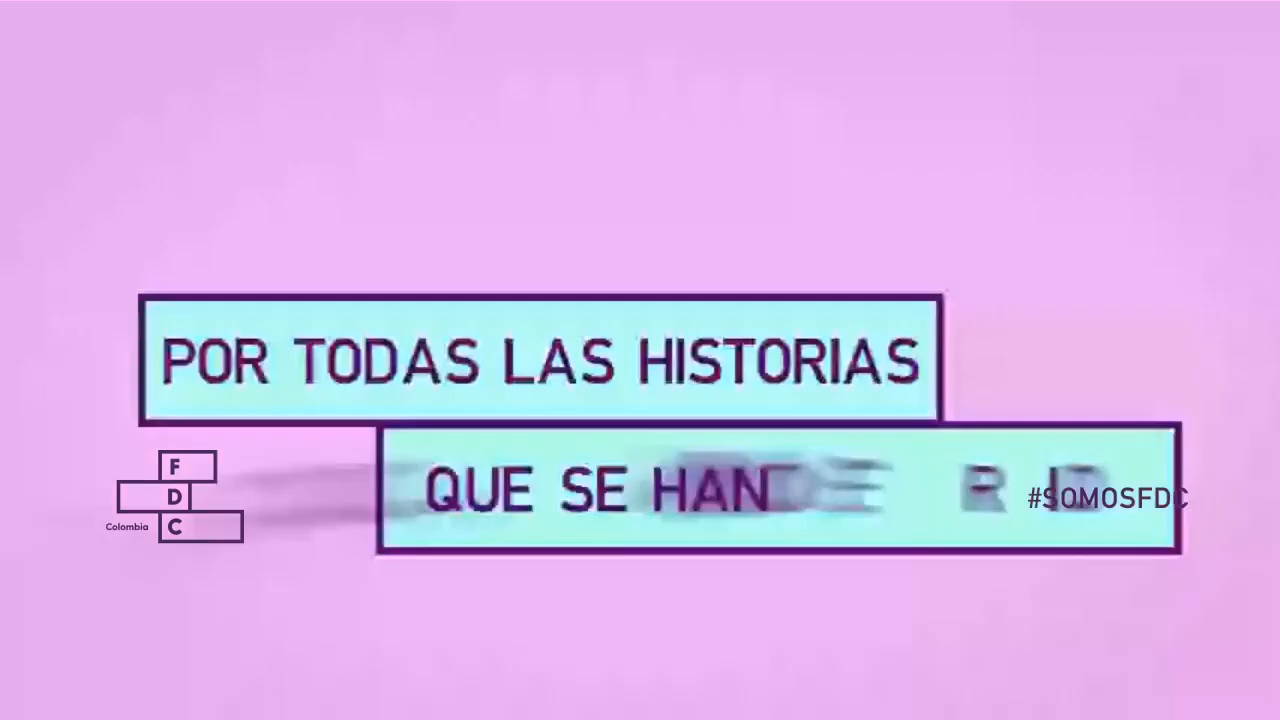 POR TODAS LAS HISTORIAS
QUE SE HAN
F
D
Colombia C
#SOMOSFDC